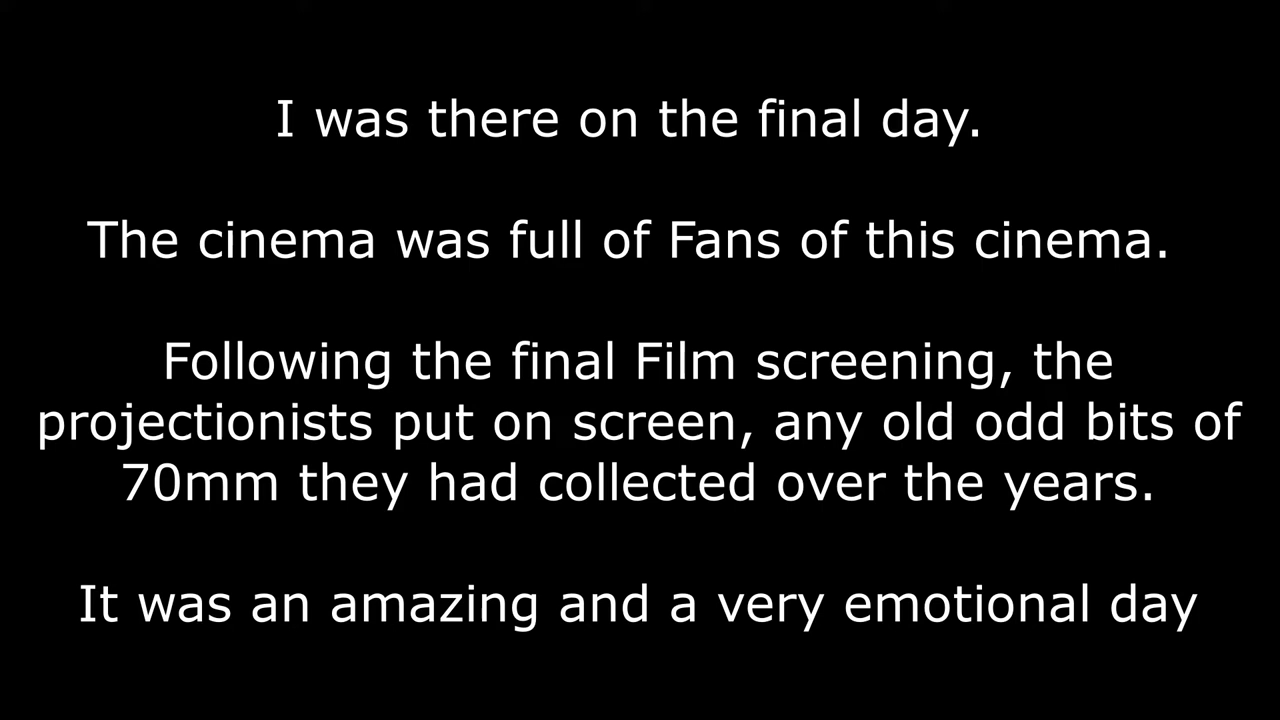 I was there on the final day.
The cinema was full of Fans of this cinema.
Following the final Film screening, the
projectionists put on screen, any old odd bits of
70mm they had collected over the years.
It was an amazing and a very emotional day